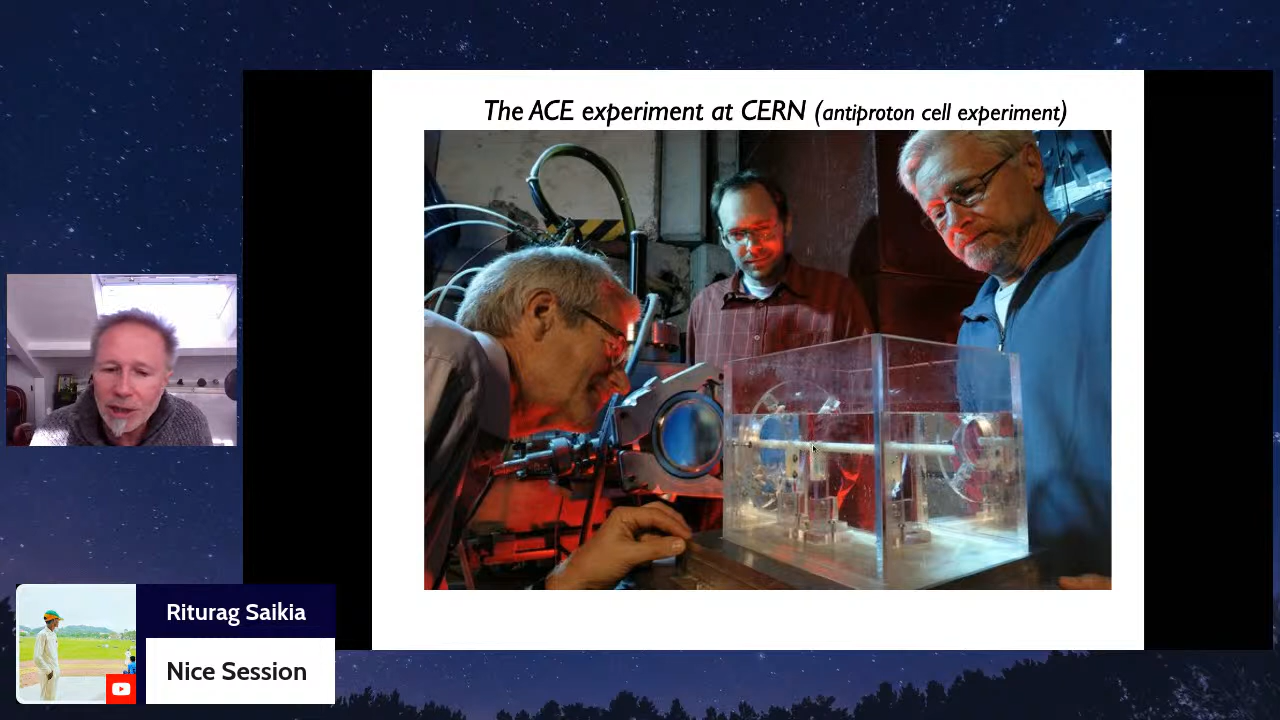 The ACE experiment at CERN (antiproton cell experiment)
Riturag Saikia
Nice Session